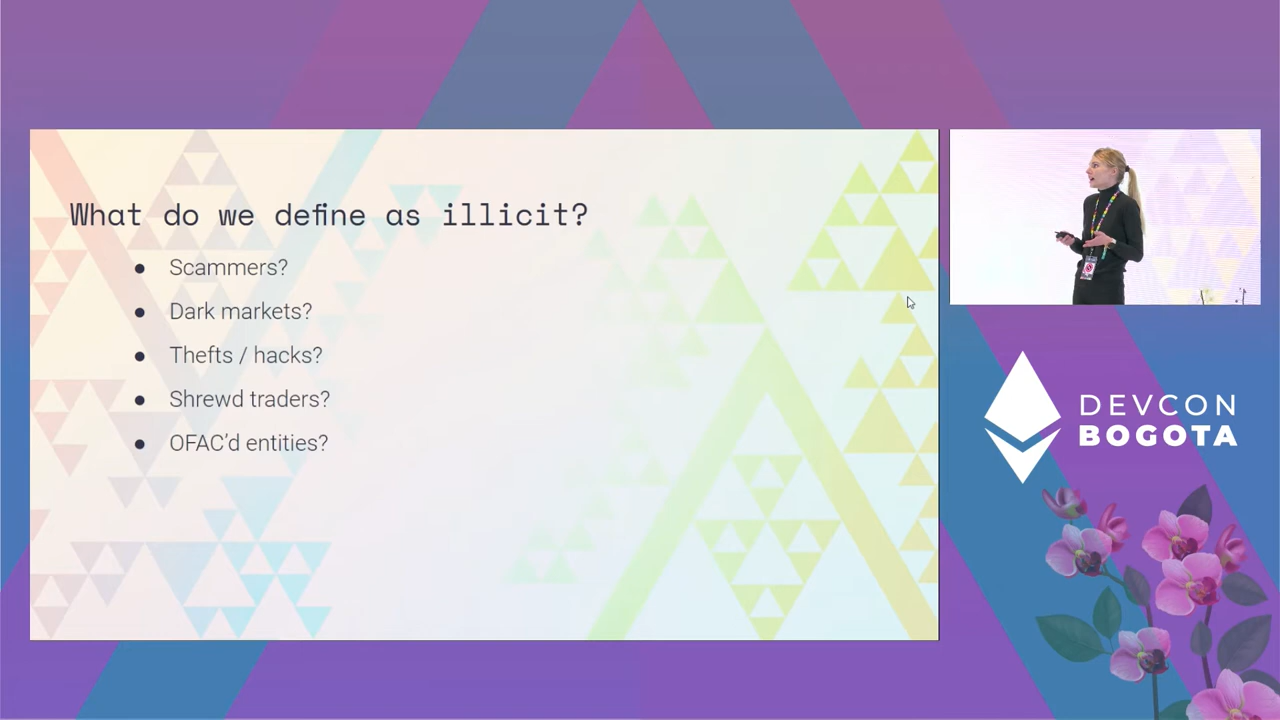 What do we define as illicit?
● Scammers?
● Dark markets?
● Thefts / hacks?
● Shrewd traders?
● OFAC’d entities?
DEVCON
BOGOTA